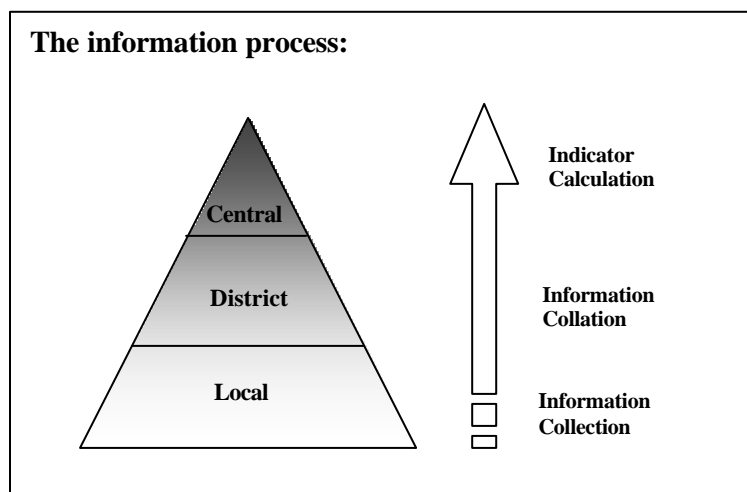 The information process:
Indicator
Calculation
Central
District
Information
Collation
Local
Information
Collection